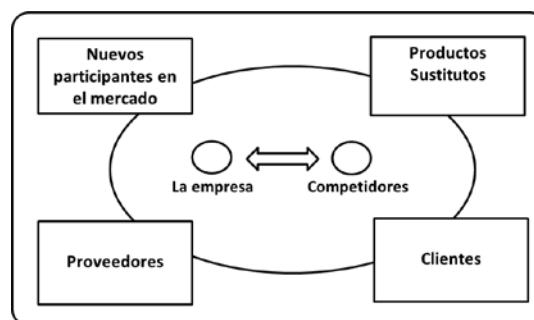 Nuevos
participantes en
el mercado
Productos
Sustitutos
La empresa
Competidores
Proveedores
Clientes